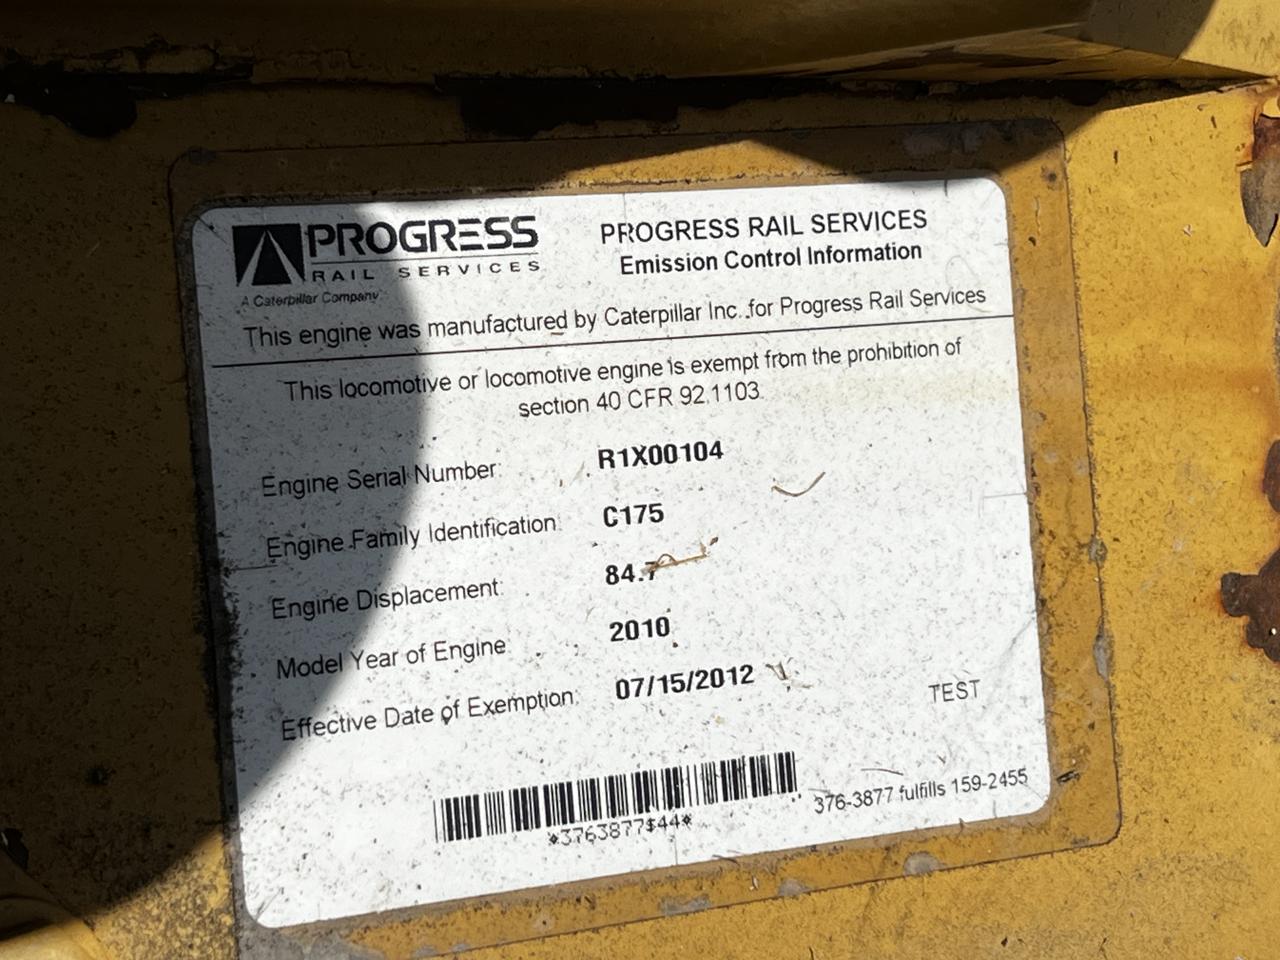 PROGRESS
RAIL SERVICES
A Caterpillar Company
PROGRESS RAIL SERVICES
Emission Control Information
This engine was manufactured by Caterpillar Inc. for Progress Rail Services
This locomotive or locomotive engine is exempt from the prohibition of
section 40 CFR 92.1103.
Engine Serial Number: R1X00104
Engine Family Identification: C175
Engine Displacement: 84.7
Model Year of Engine: 2010
Effective Date of Exemption: 07/15/2012
TEST
376-3877 fulfills 159-2455
*3763877$44*